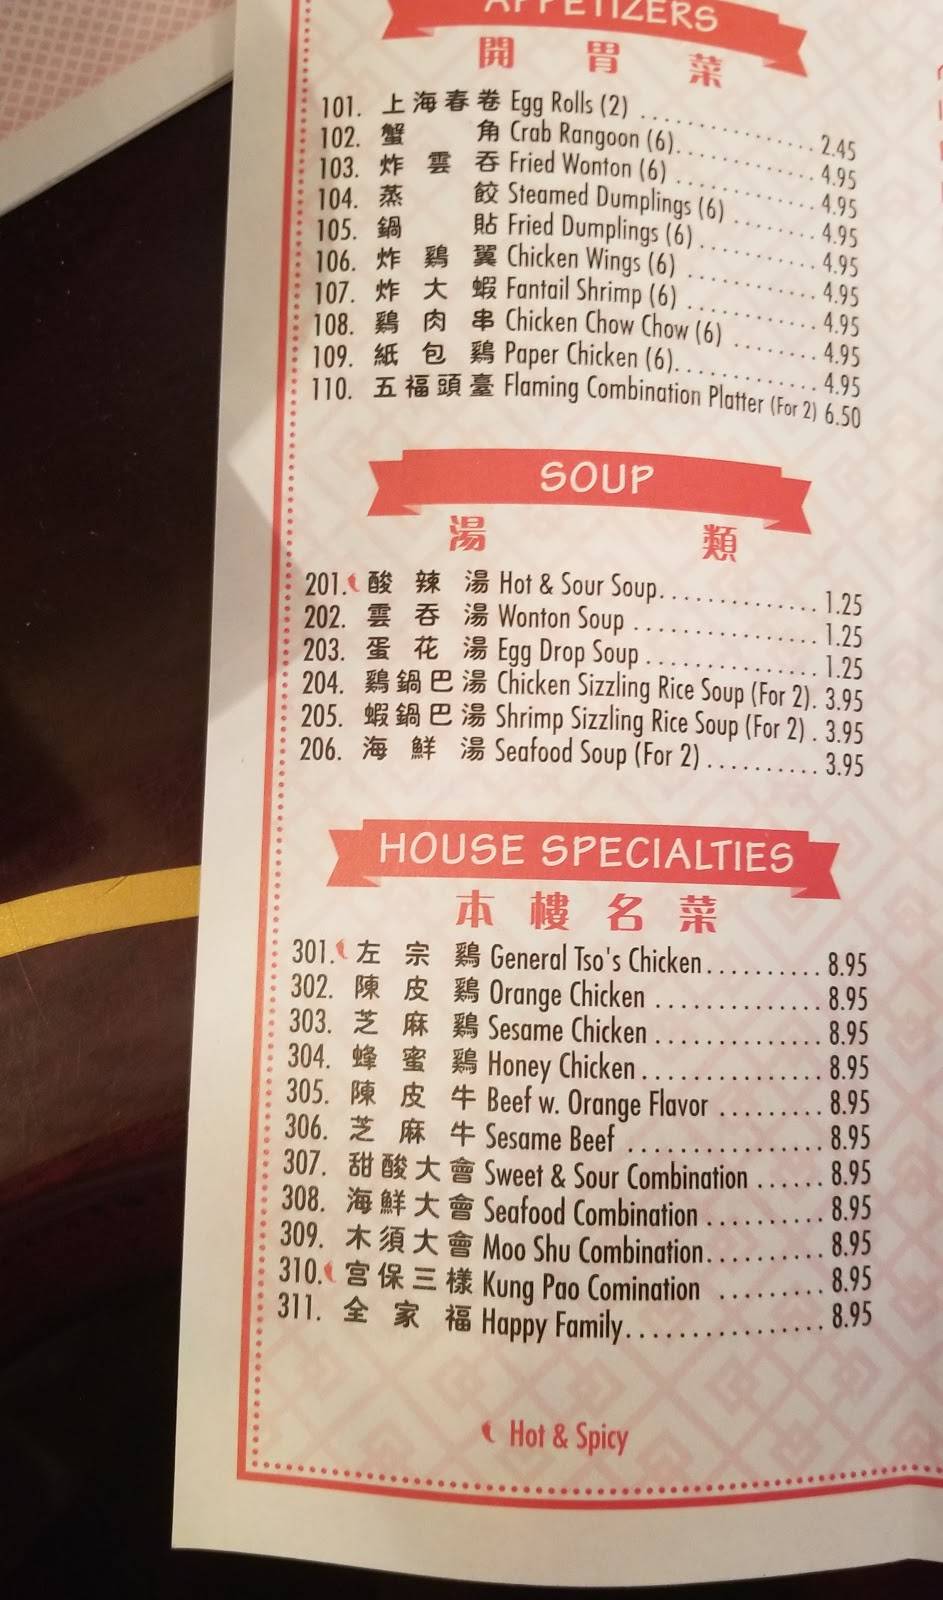 APPETIZERS
開胃菜
101. 上海春卷 Egg Rolls (2) 2.45
102. 蟹角 Crab Rangoon (6) 4.95
103. 炸雲吞 Fried Wonton (6) 4.95
104. 蒸餃 Steamed Dumplings (6) 4.95
105. 鍋貼 Fried Dumplings (6) 4.95
106. 炸鷄翼 Chicken Wings (6) 4.95
107. 炸大蝦 Fantail Shrimp (6) 4.95
108. 鷄肉串 Chicken Chow Chow (6) 4.95
109. 紙包鷄 Paper Chicken (6) 4.95
110. 五福頭臺 Flaming Combination Platter (For 2) 6.50
SOUP
湯類
201. 酸辣湯 Hot & Sour Soup 1.25
202. 雲吞湯 Wonton Soup 1.25
203. 蛋花湯 Egg Drop Soup 1.25
204. 鷄鍋巴湯 Chicken Sizzling Rice Soup (For 2) 3.95
205. 蝦鍋巴湯 Shrimp Sizzling Rice Soup (For 2) 3.95
206. 海鮮湯 Seafood Soup (For 2) 3.95
HOUSE SPECIALTIES
本樓名菜
301. 左宗鷄 General Tso's Chicken 8.95
302. 陳皮鷄 Orange Chicken 8.95
303. 芝麻鷄 Sesame Chicken 8.95
304. 蜂蜜鷄 Honey Chicken 8.95
305. 陳皮牛 Beef w. Orange Flavor 8.95
306. 芝麻牛 Sesame Beef 8.95
307. 甜酸大會 Sweet & Sour Combination 8.95
308. 海鮮大會 Seafood Combination 8.95
309. 木須大會 Moo Shu Combination 8.95
310. 宮保三樣 Kung Pao Comination 8.95
311. 全家福 Happy Family 8.95
Hot & Spicy